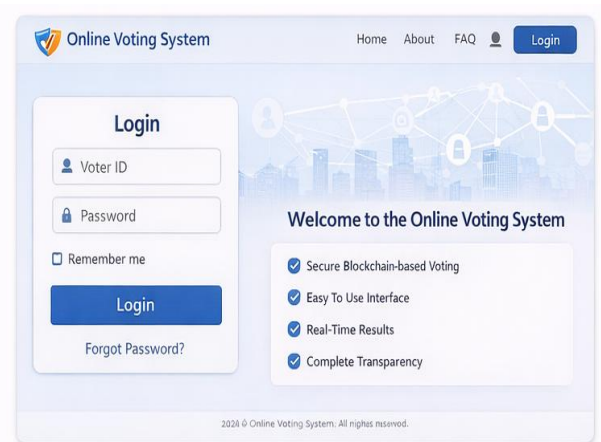 Online Voting System
Home About FAQ Login
Login
Voter ID
Password
Remember me
Login
Forgot Password?
Welcome to the Online Voting System
Secure Blockchain-based Voting
Easy To Use Interface
Real-Time Results
Complete Transparency
2024 © Online Voting System. All